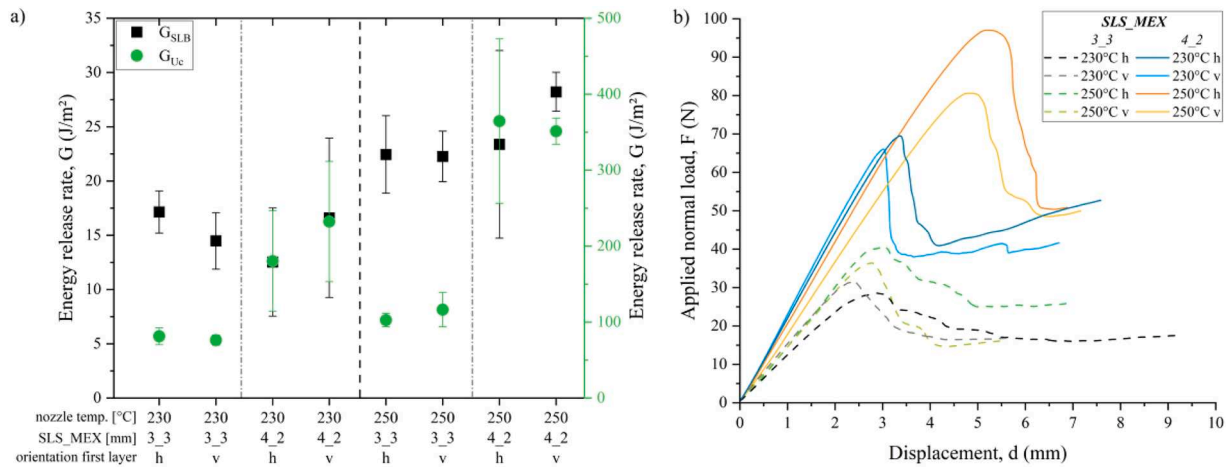 a)
Energy release rate, G (J/m²)
35
30
25
20
15
10
5
0
G_SLB
G_Uc
500
400
300
200
100
0
Energy release rate, G (J/m²)
nozzle temp. [°C] 230 230 230 230 250 250 250 250
SLS_MEX [mm] 3_3 3_3 4_2 4_2 3_3 3_3 4_2 4_2
orientation first layer h v h v h v h v
b)
Applied normal load, F (N)
100
90
80
70
60
50
40
30
20
10
0
0 1 2 3 4 5 6 7 8 9 10
Displacement, d (mm)
SLS_MEX
3_3 4_2
230°C h 230°C h
230°C v 230°C v
250°C h 250°C h
250°C v 250°C v